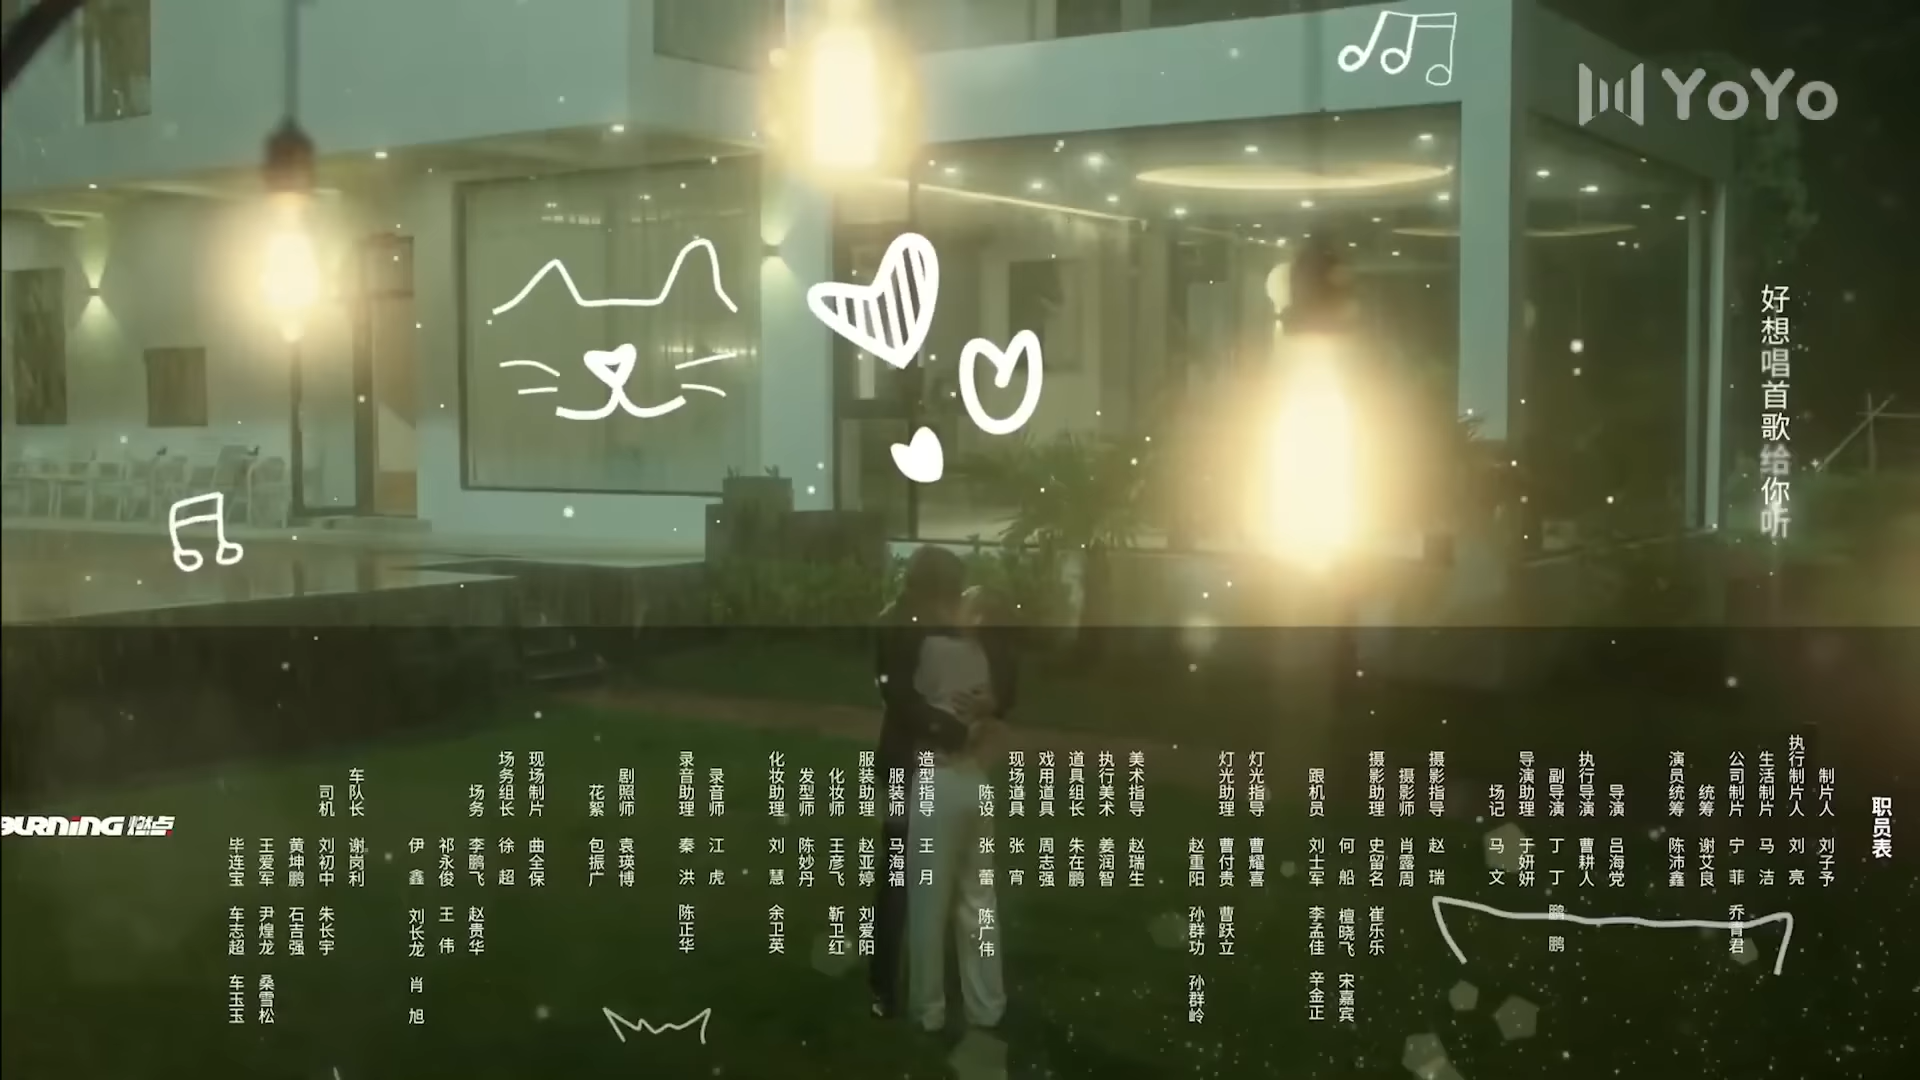 YoYo
好想唱首歌给你听
职员表
制片人 刘子予
执行制片人 刘亮
生活制片 马洁
公司制片 宁菲 乔青君
统筹 谢艾良
演员统筹 陈沛鑫
导演 吕海党
执行导演 曹耕人
副导演 丁丁 鹏鹏
导演助理 于妍妍
场记 马文
摄影指导 赵瑞
摄影师 肖露周
摄影助理 史留名 崔乐乐
何船 檀晓飞 宋嘉宾
跟机员 刘士军 李孟佳 辛金正
灯光指导 曹耀喜
灯光助理 曹付贵 曹跃立
赵重阳 孙群功 孙群岭
美术指导 赵瑞生
执行美术 姜润智
道具组长 朱在鹏
戏用道具 周志强
现场道具 张宵
陈设 张蕾 陈广伟
造型指导 王月
服装师 马海福
服装助理 赵亚婷 刘爱阳
化妆师 王彦飞 靳卫红
发型师 陈妙丹
化妆助理 刘慧 余卫英
录音师 江虎
录音助理 秦洪 陈正华
剧照师 袁瑛博
花絮 包振广
现场制片 曲全保
场务组长 徐超
场务 李鹏飞 赵贵华
祁永俊 王伟
伊鑫 刘长龙 肖旭
车队长 谢岗利
司机 刘初中 朱长宇
黄坤鹏 石吉强
王爱军 尹煌龙 桑雪松
毕连宝 车志超 车玉玉
BURNING 燃点